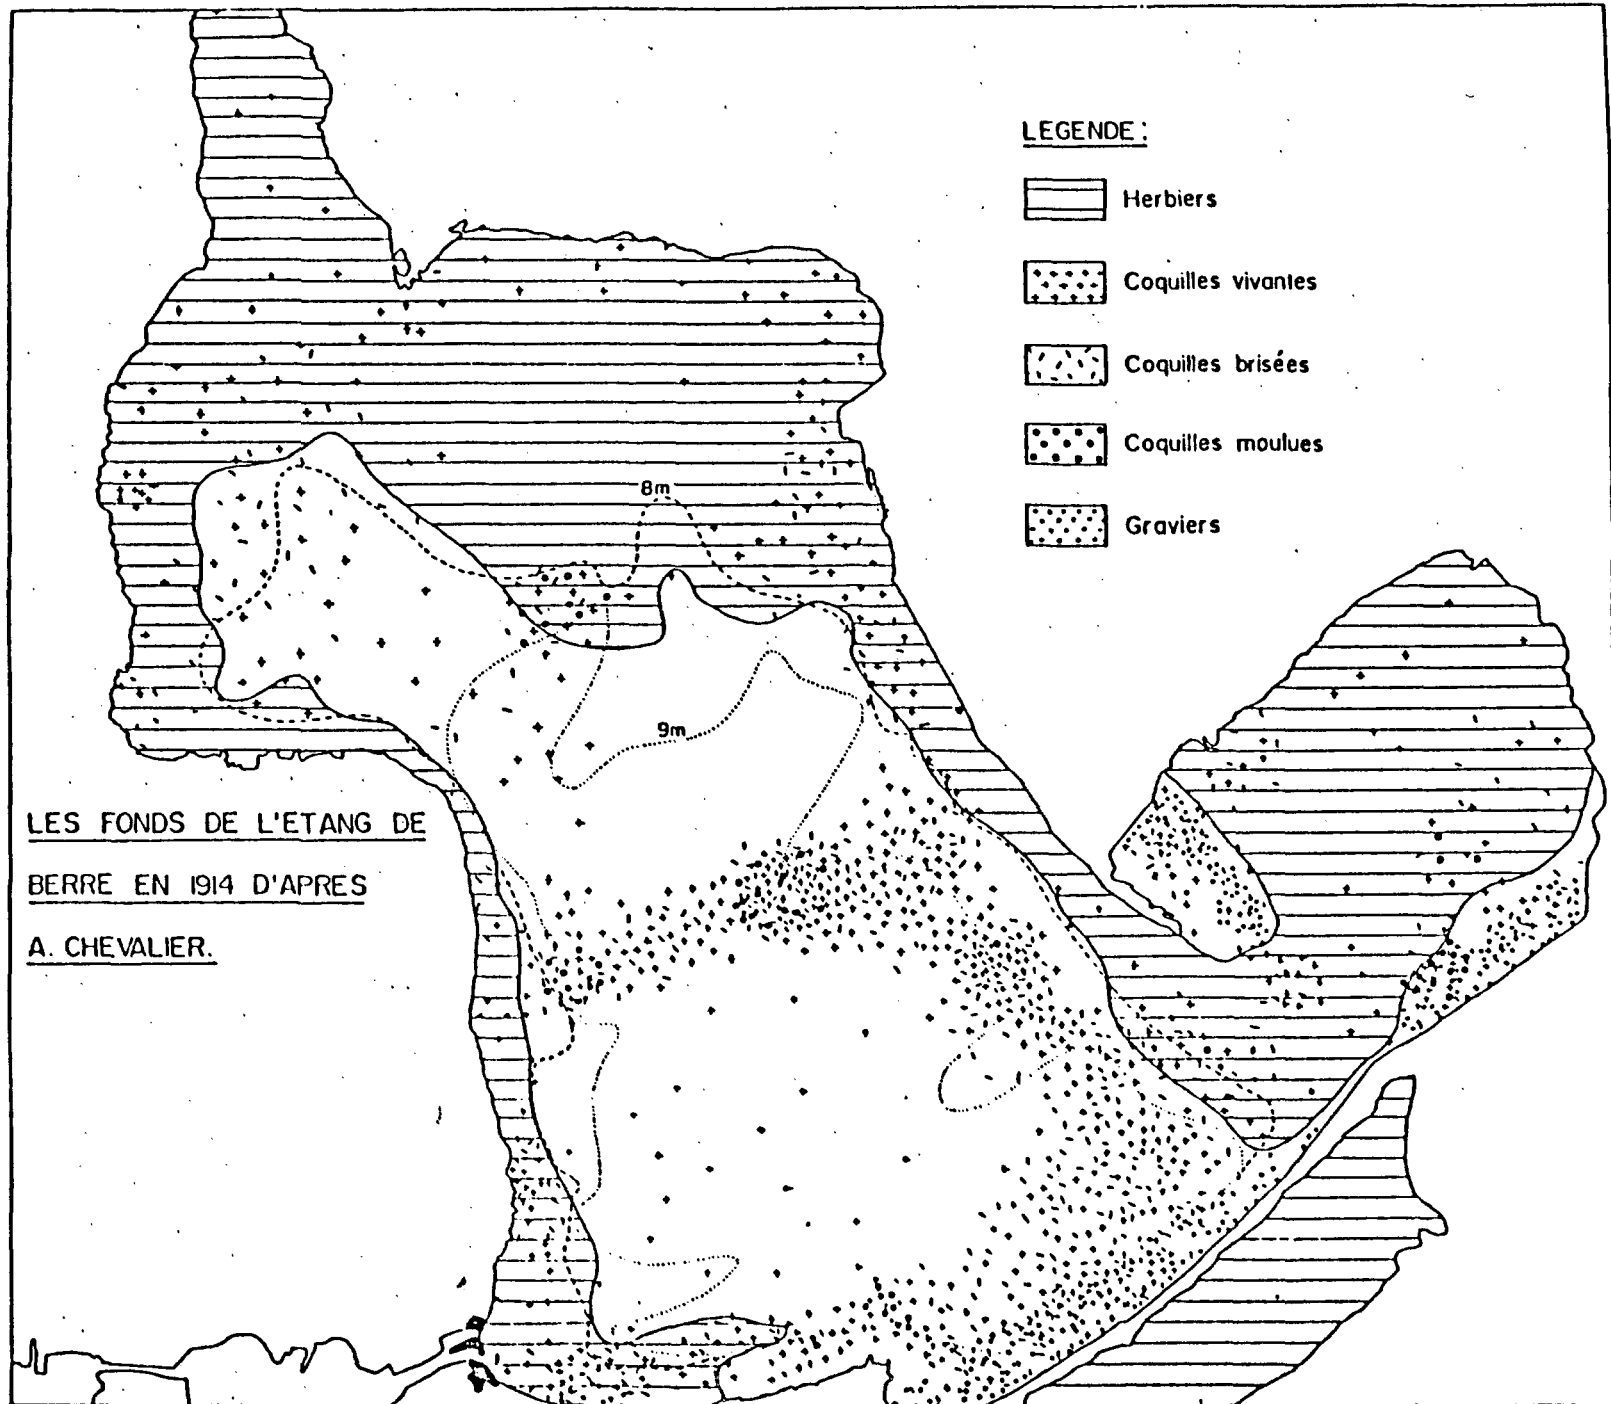 LEGENDE :
Herbiers
Coquilles vivantes
Coquilles brisées
Coquilles moulues
Graviers
8m
9m
LES FONDS DE L'ETANG DE
BERRE EN 1914 D'APRES
A. CHEVALIER.